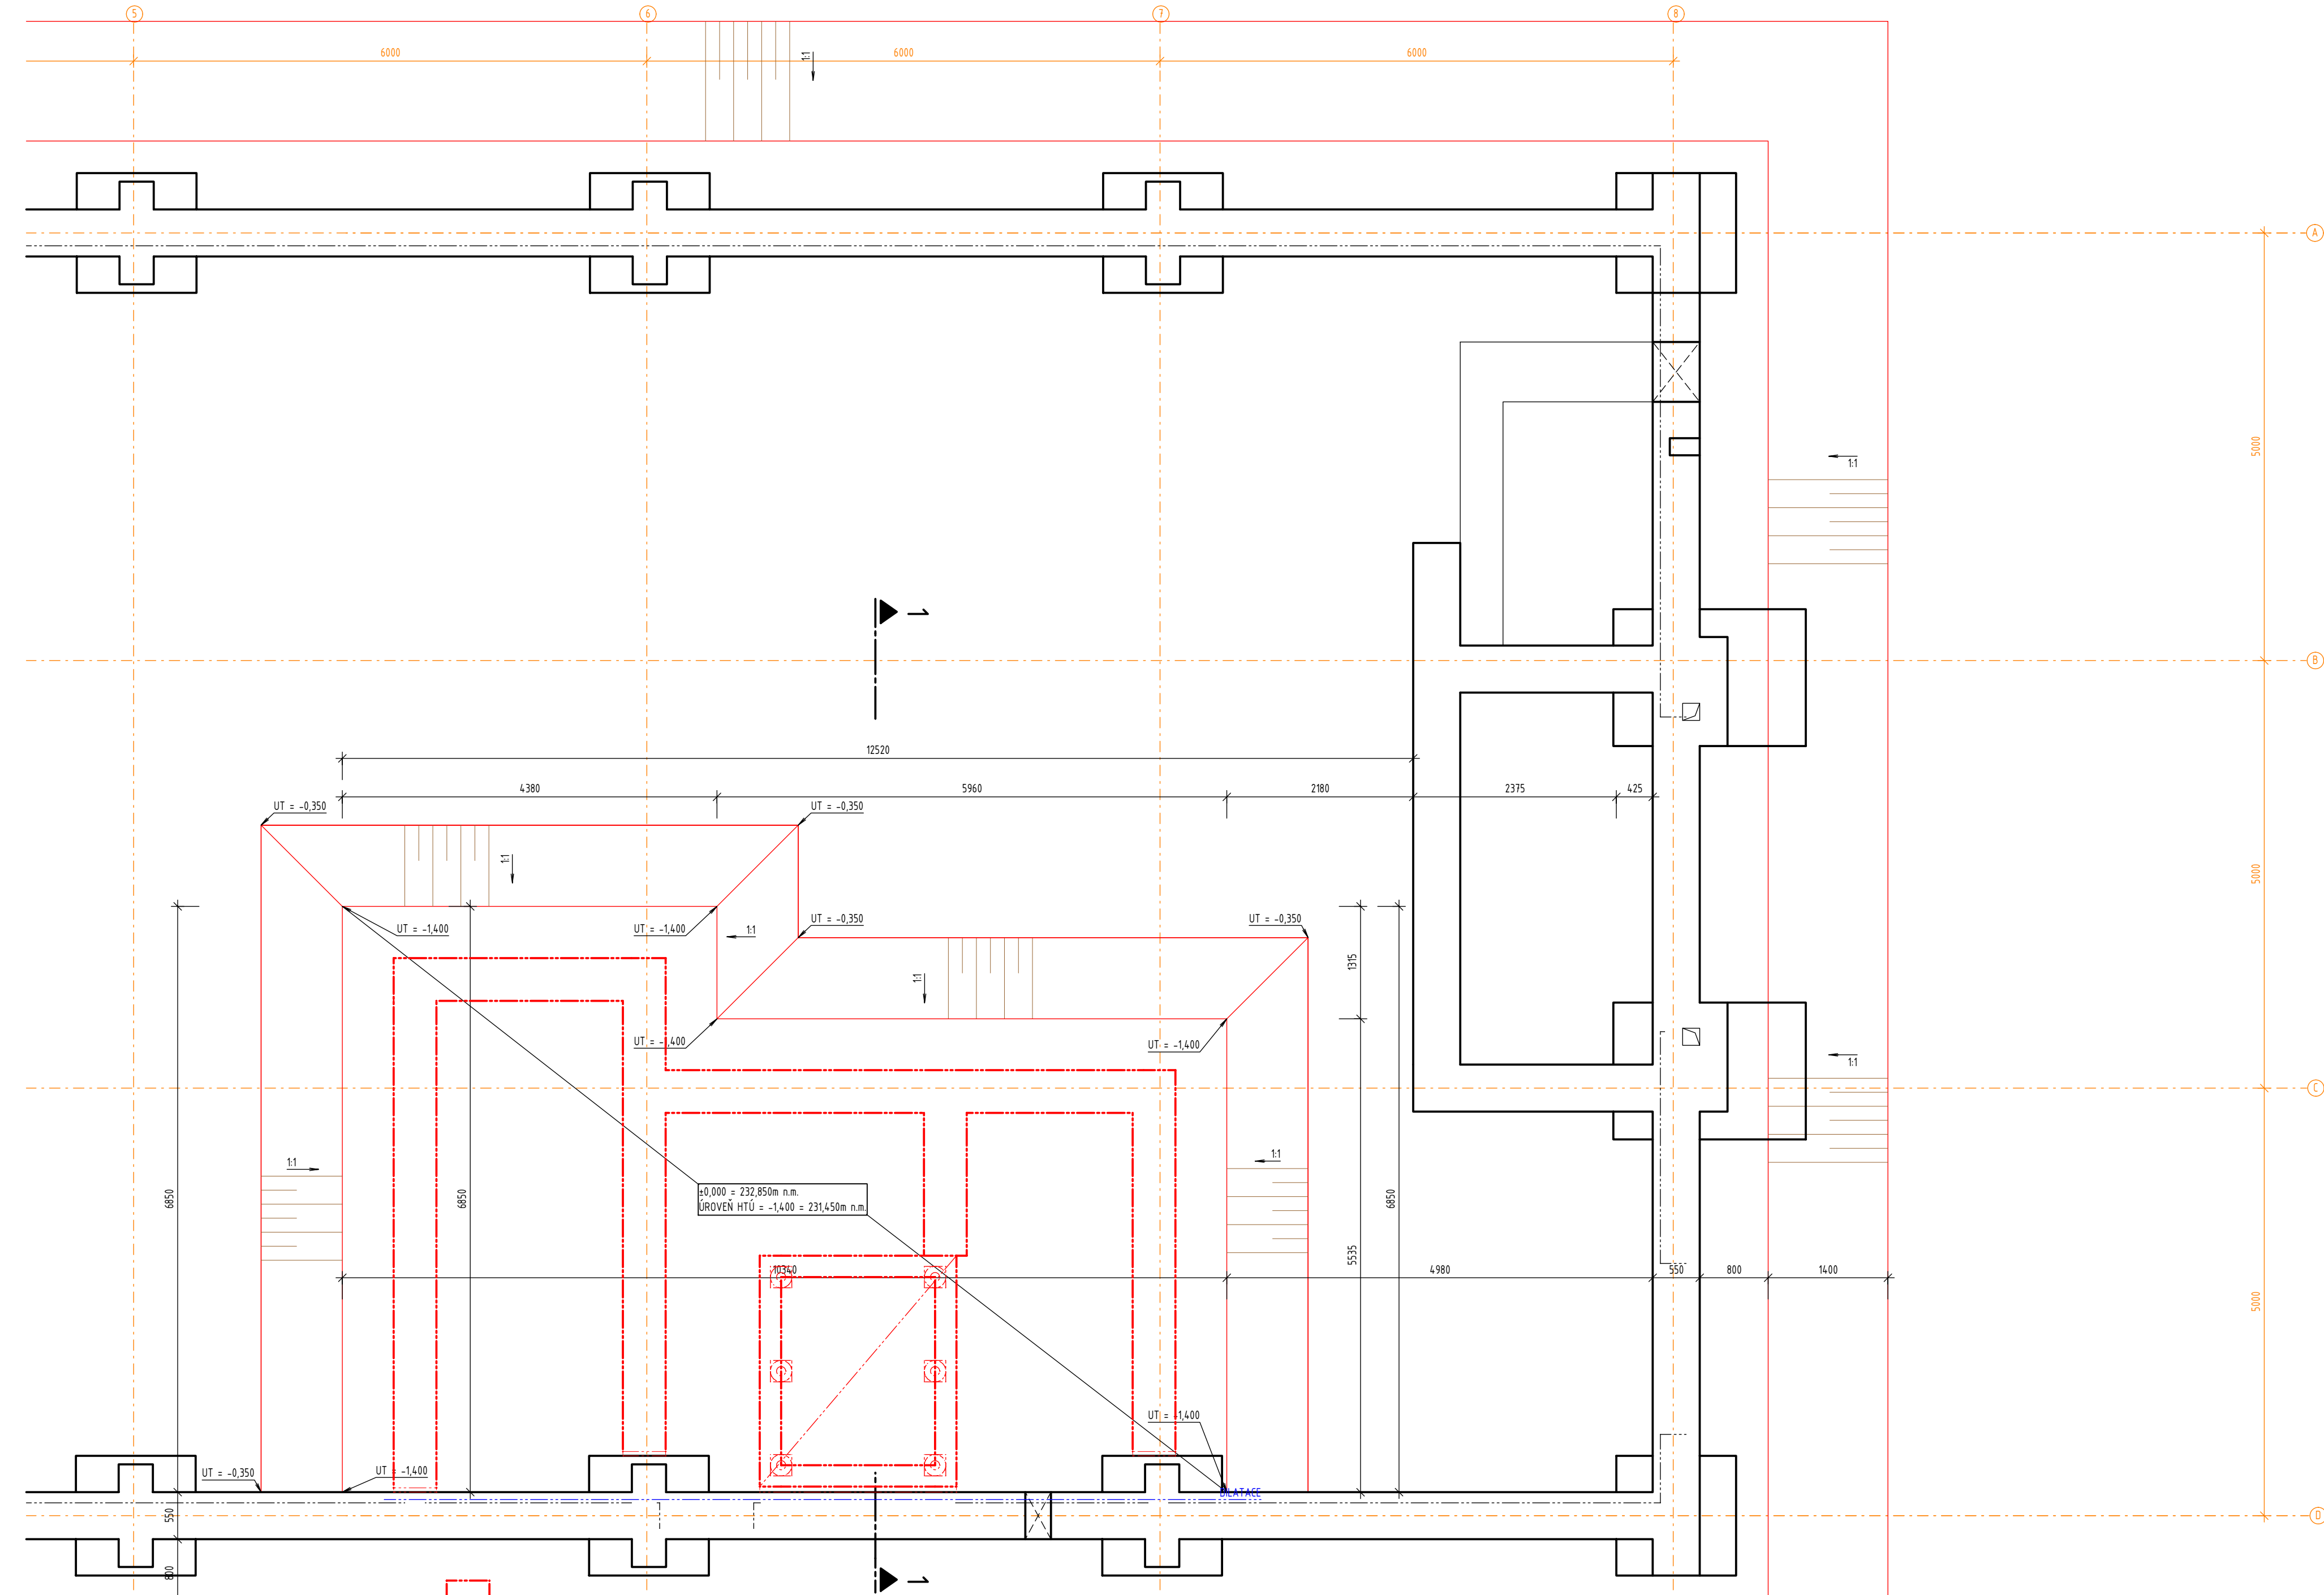 5
6
7
8
6000
6000
6000
1:1
A
5000
1:1
1
B
12520
4380
5960
2180
2375
425
UT = -0,350
UT = -0,350
1:1
5000
UT = -1,400
UT = -1,400
1:1
UT = -0,350
UT = -0,350
1:1
1315
UT = -1,400
UT = -1,400
1:1
C
1:1
1:1
6850
6850
±0,000 = 232,850m n.m.
ÚROVEŇ HTÚ = -1,400 = 231,450m n.m.
6850
5535
10340
4980
550
800
1400
5000
UT = -1,400
UT = -0,350
UT = -1,400
DILATACE
550
D
800
1